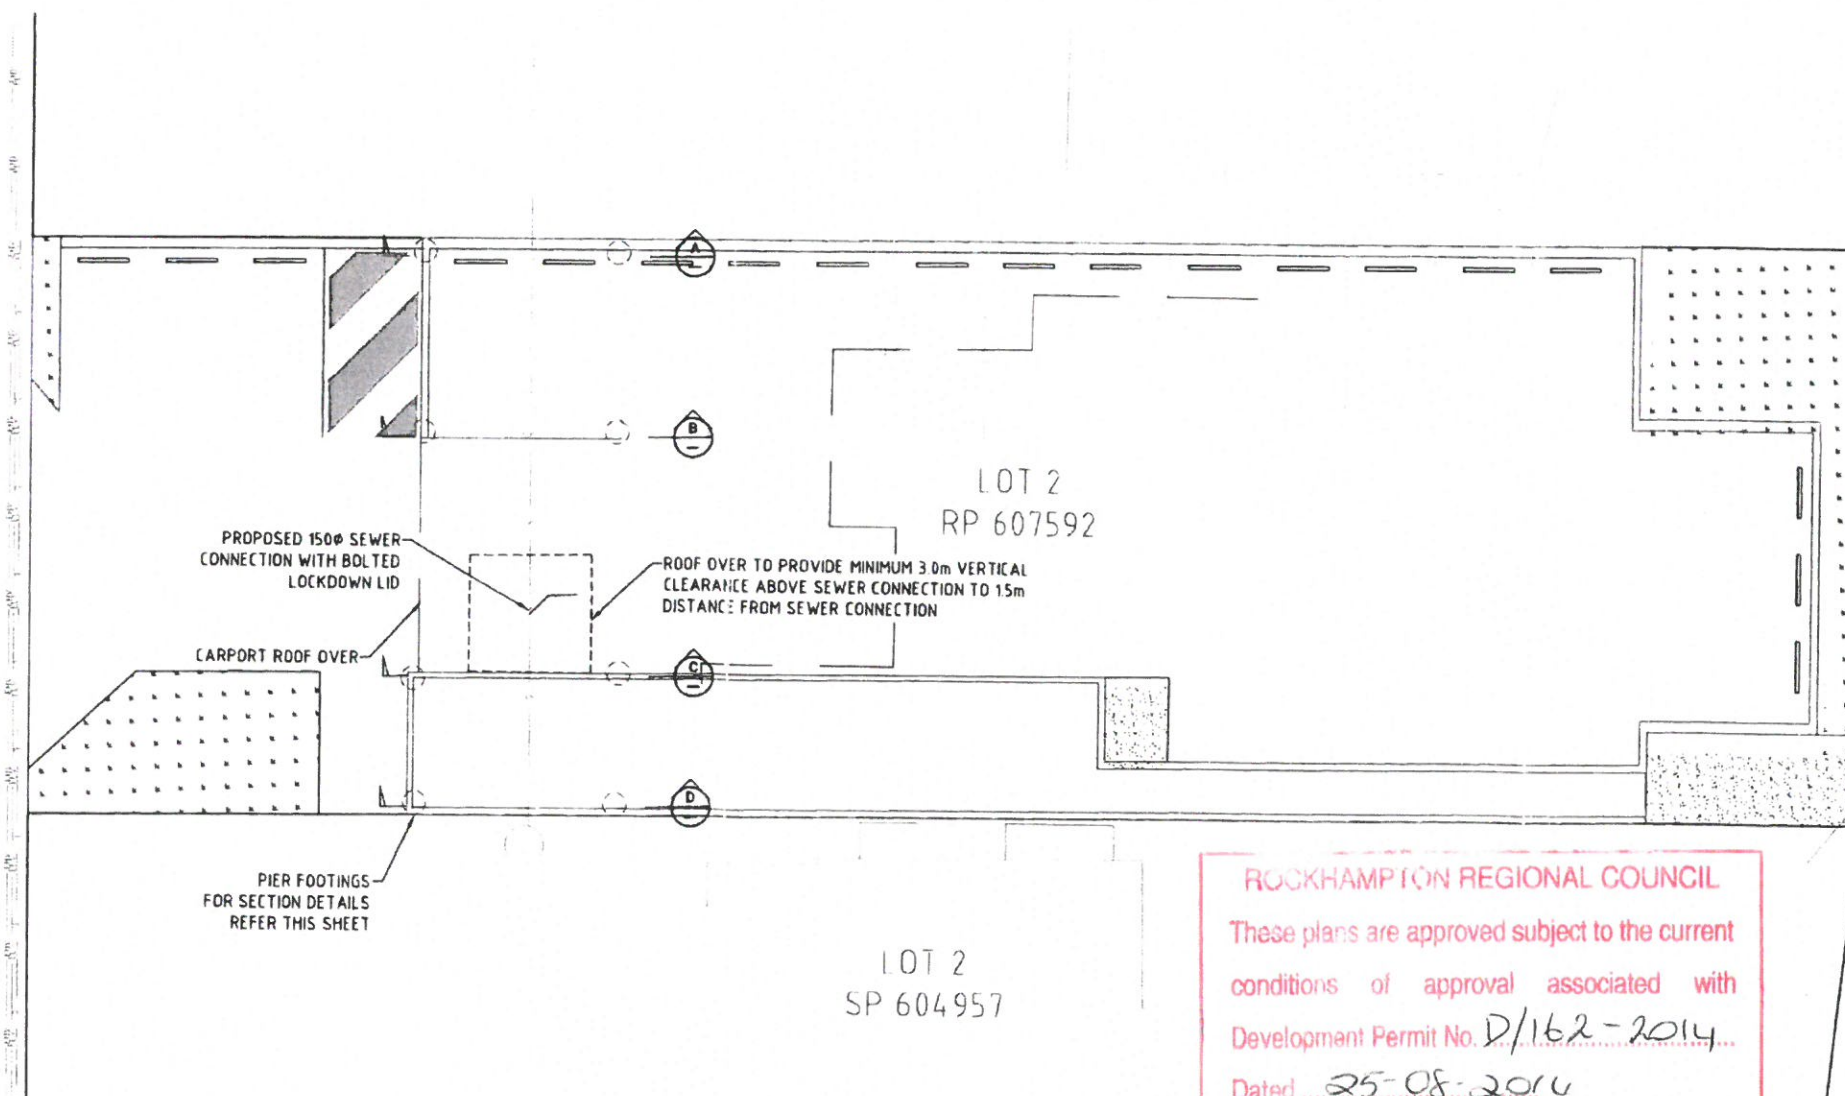 A
B
LOT 2
RP 607592
PROPOSED 150ø SEWER
CONNECTION WITH BOLTED
LOCKDOWN LID
ROOF OVER TO PROVIDE MINIMUM 3.0m VERTICAL
CLEARANCE ABOVE SEWER CONNECTION TO 1.5m
DISTANCE FROM SEWER CONNECTION
CARPORT ROOF OVER
C
D
PIER FOOTINGS
FOR SECTION DETAILS
REFER THIS SHEET
LOT 2
SP 604957
ROCKHAMPTON REGIONAL COUNCIL
These plans are approved subject to the current
conditions of approval associated with
Development Permit No. D/162-2014
Dated 25-08-2014